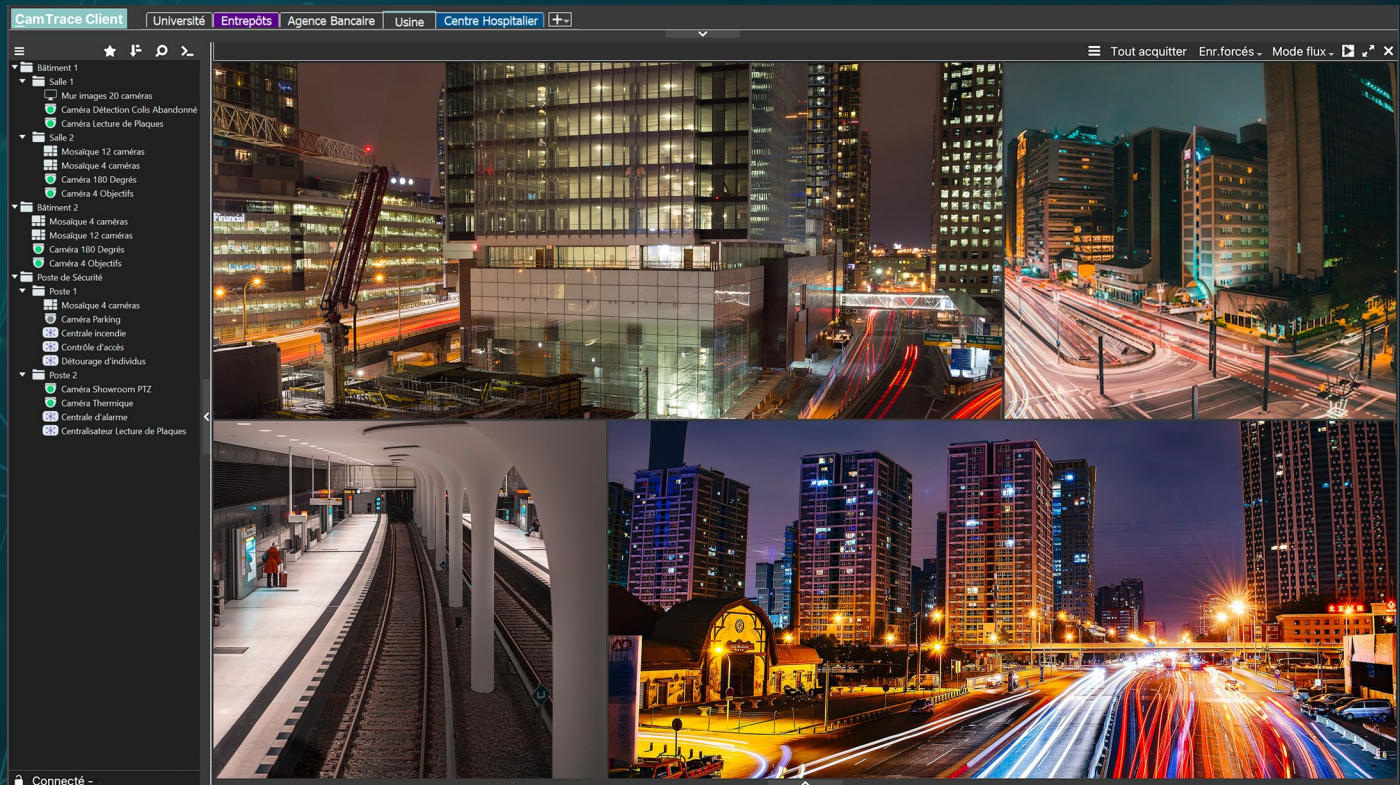 CamTrace Client
Université
Entrepôts
Agence Bancaire
Usine
Centre Hospitalier
Tout acquitter
Enr.forcés
Mode flux
Bâtiment 1
Salle 1
Mur images 20 caméras
Caméra Détection Colis Abandonné
Caméra Lecture de Plaques
Salle 2
Mosaïque 12 caméras
Mosaïque 4 caméras
Caméra 180 Degrés
Caméra 4 Objectifs
Bâtiment 2
Mosaïque 4 caméras
Mosaïque 12 caméras
Caméra 180 Degrés
Caméra 4 Objectifs
Poste de Sécurité
Poste 1
Mosaïque 4 caméras
Caméra Parking
Centrale incendie
Contrôle d'accès
Détourage d'individus
Poste 2
Caméra Showroom PTZ
Caméra Thermique
Centrale d'alarme
Centralisateur Lecture de Plaques
Connecté -
Financial
HOTEL